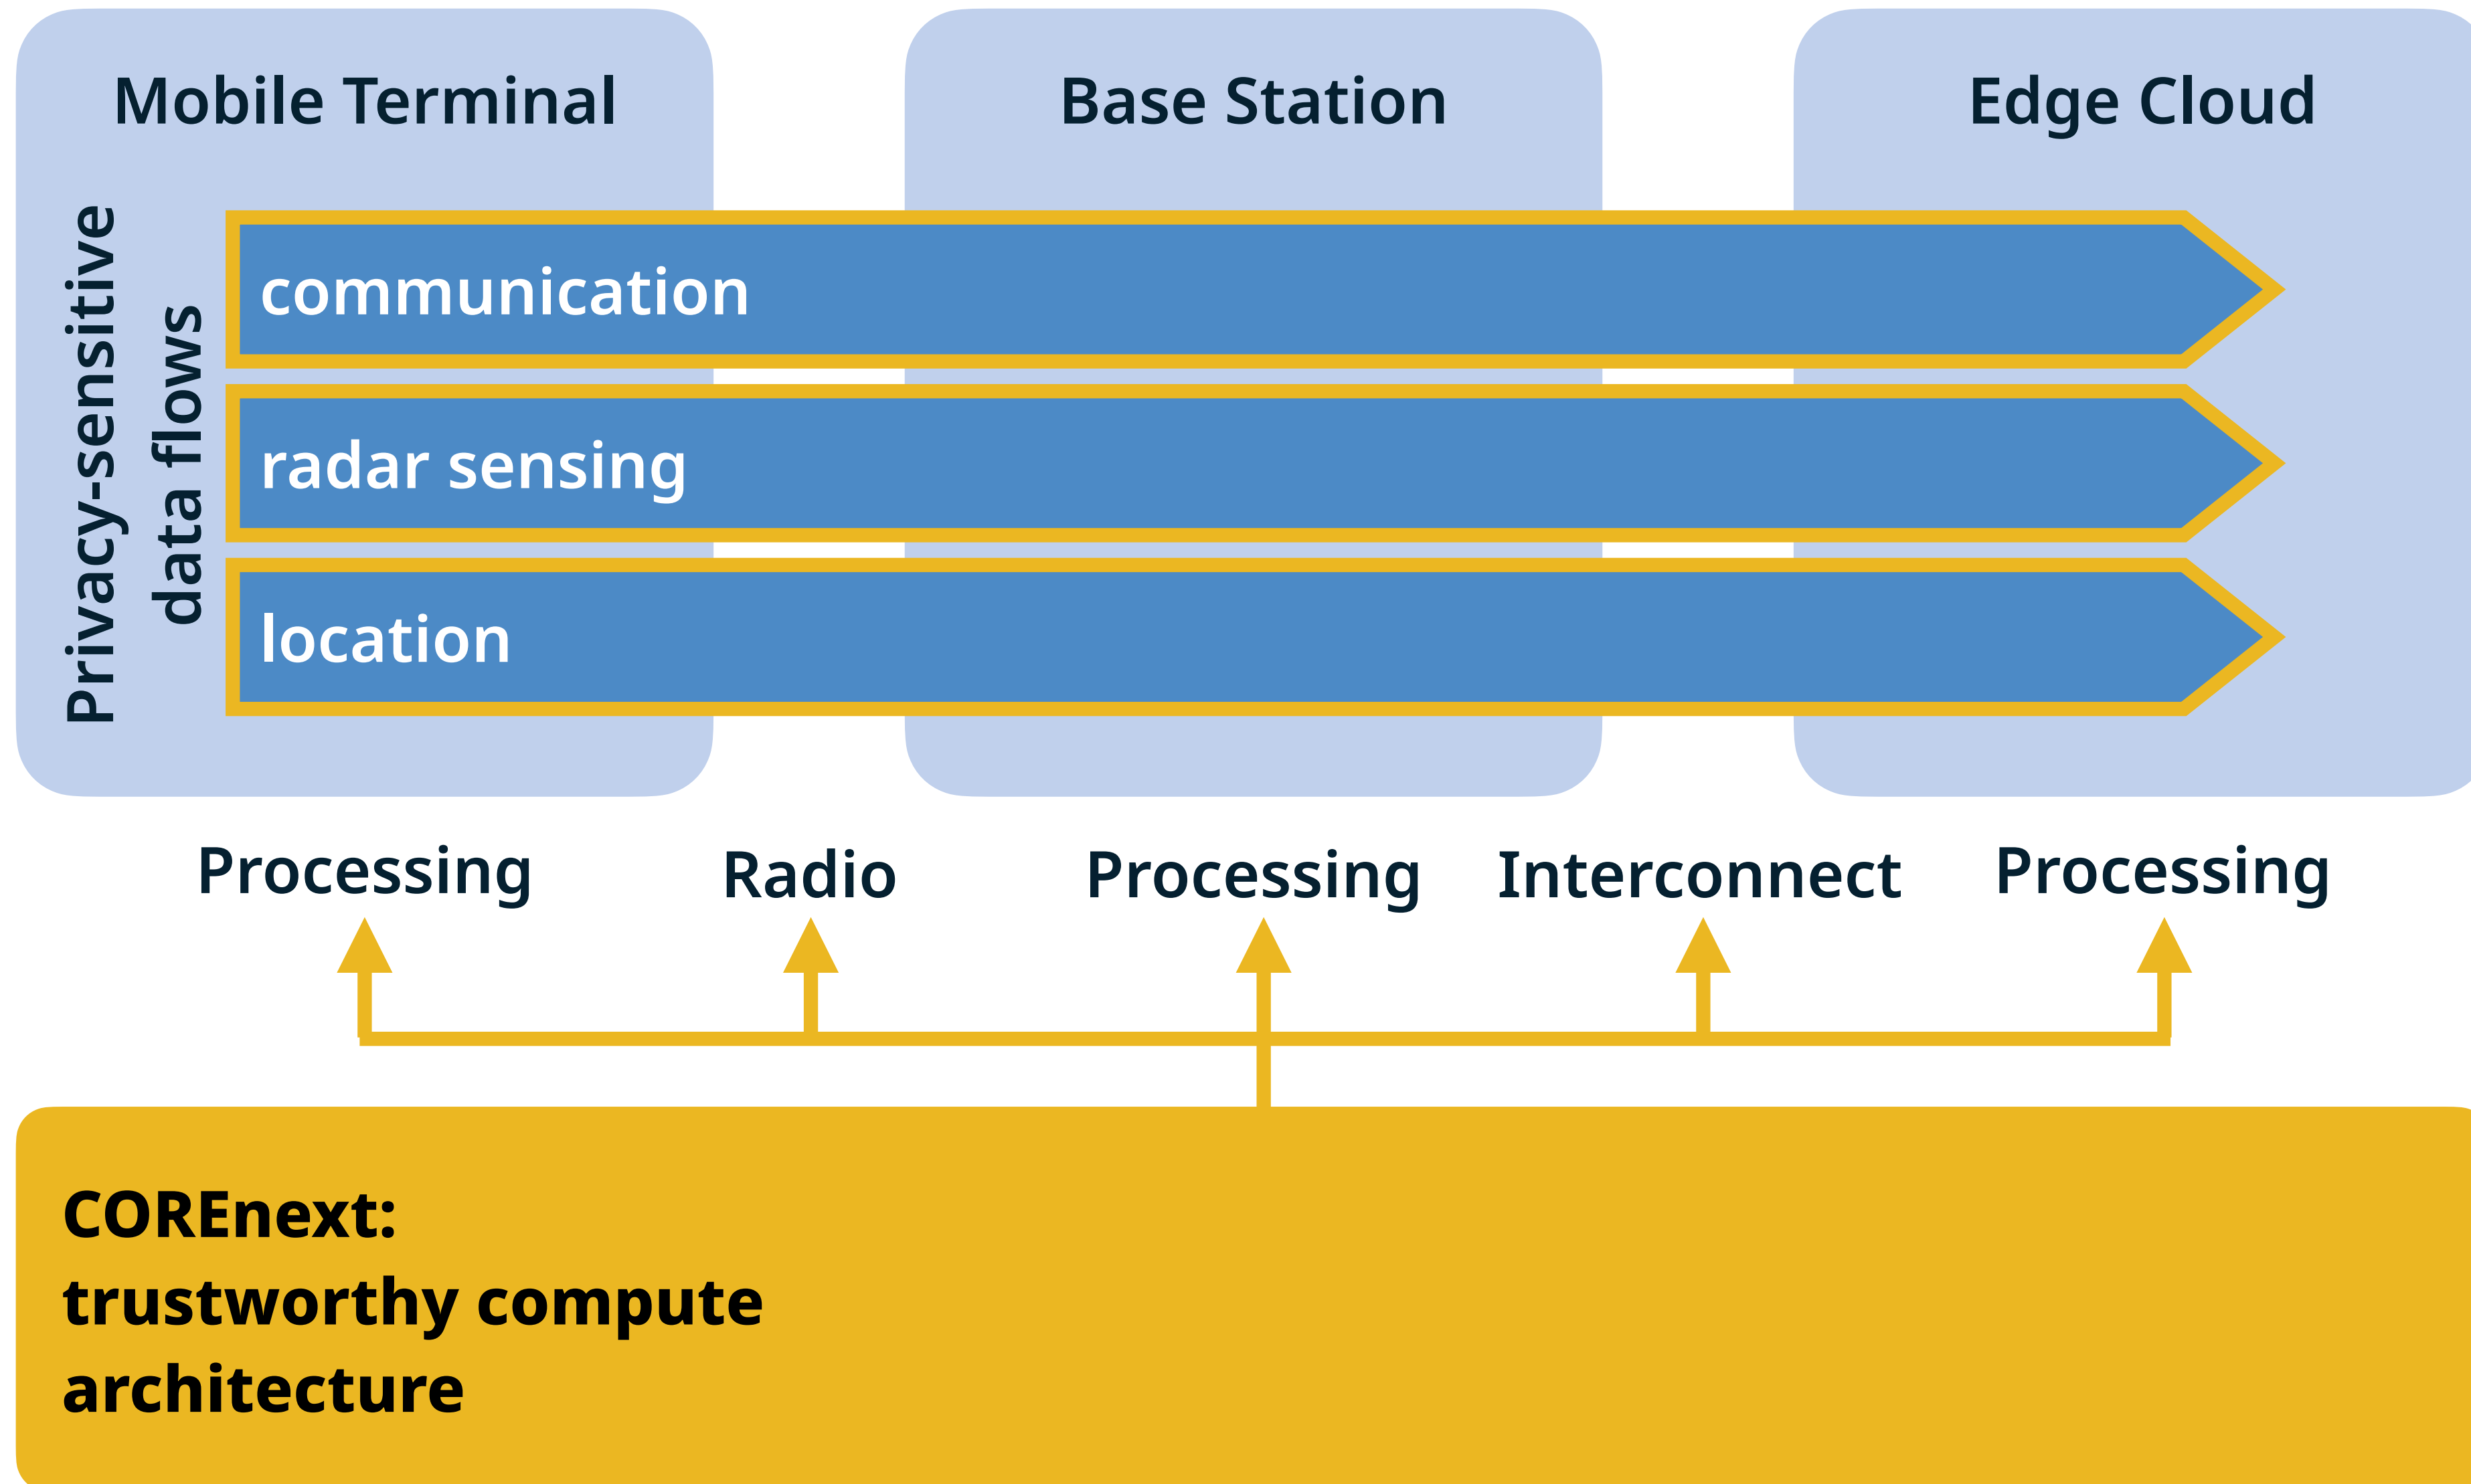 Mobile Terminal
Base Station
Edge Cloud
Privacy-sensitive
data flows
communication
radar sensing
location
Processing
Radio
Processing
Interconnect
Processing
COREnext:
trustworthy compute
architecture